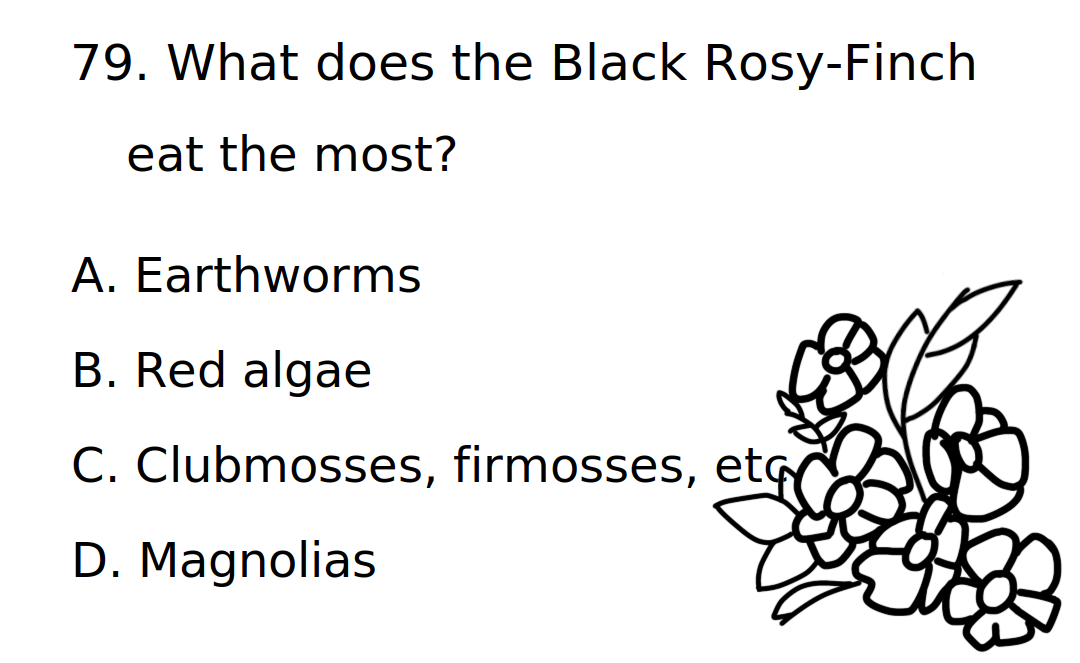 79. What does the Black Rosy-Finch
eat the most?
A. Earthworms
B. Red algae
C. Clubmosses, firmosses, etc
D. Magnolias